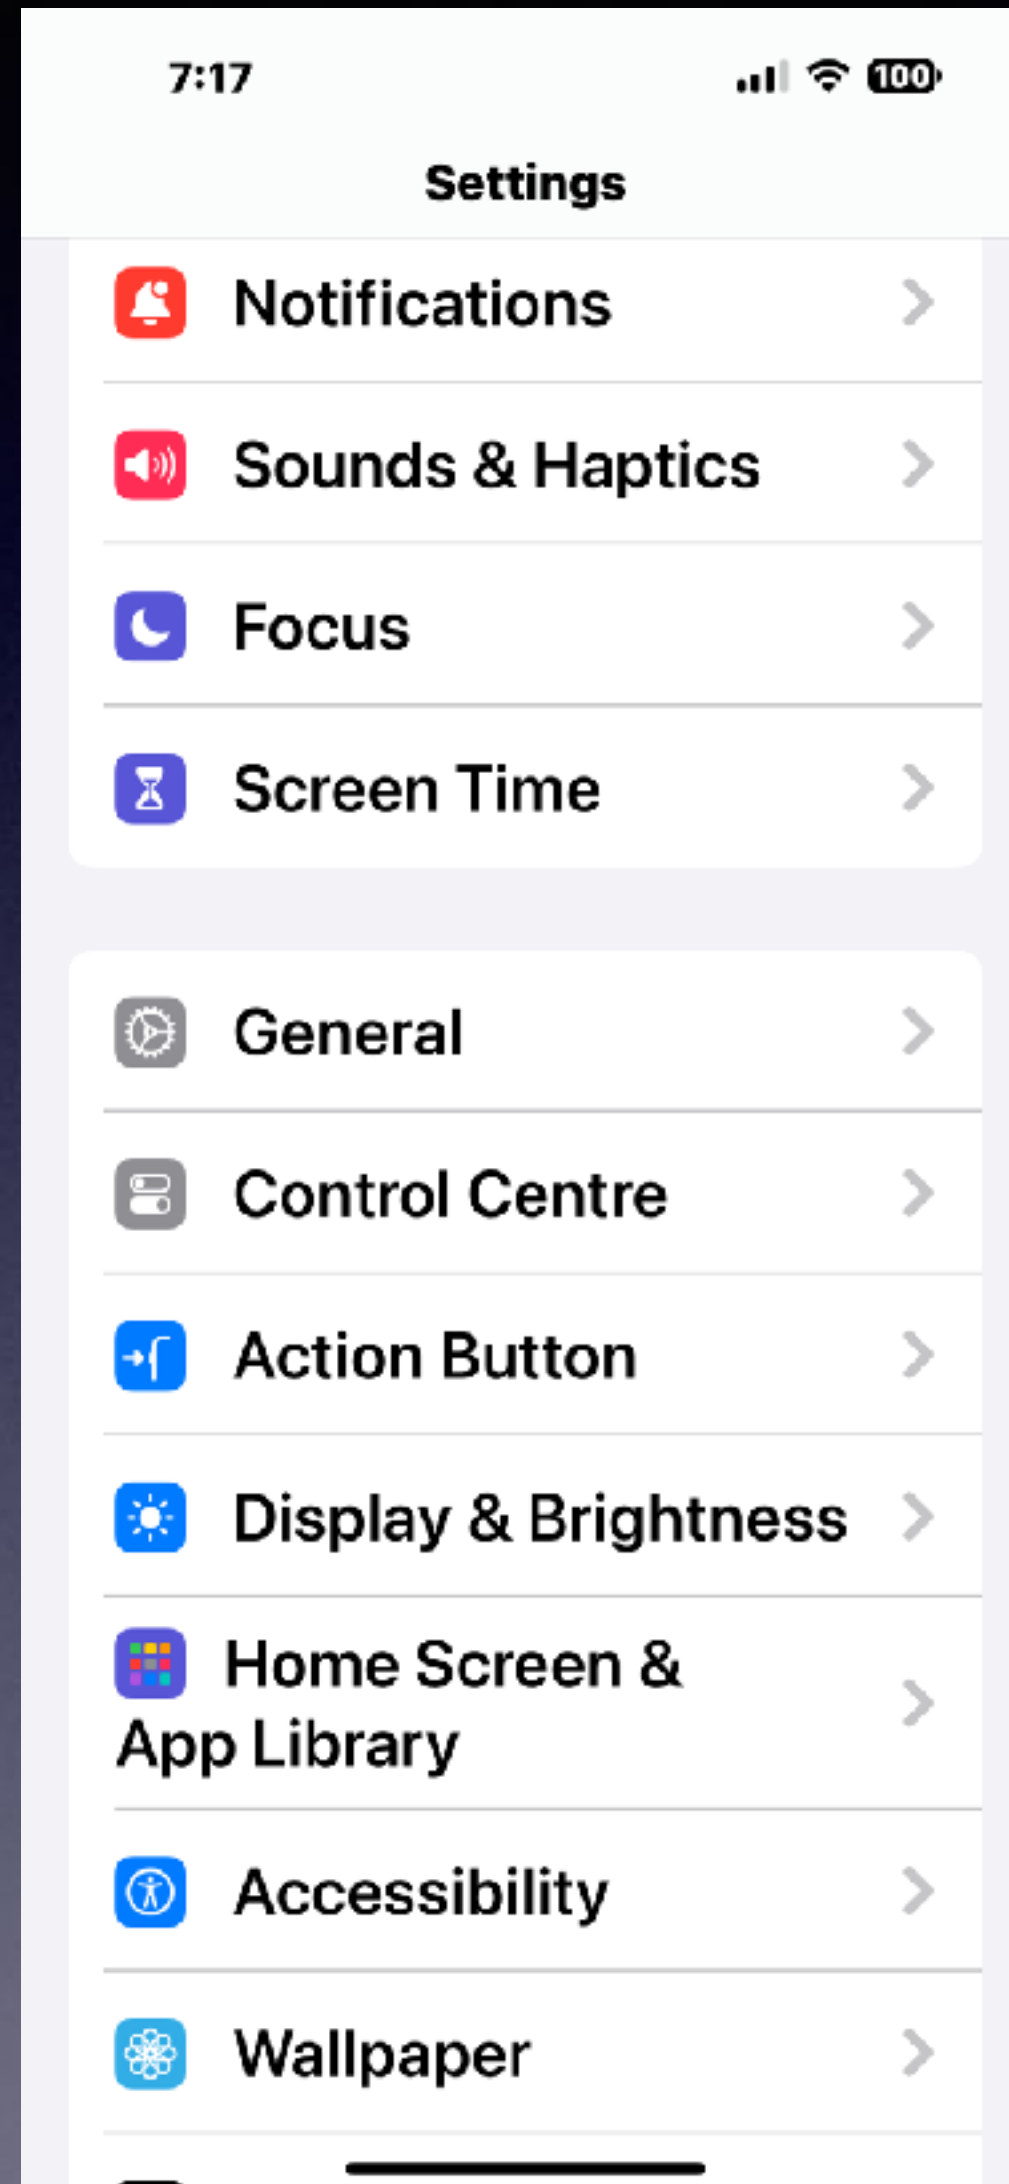 7:17
100
Settings
Notifications
Sounds & Haptics
Focus
Screen Time
General
Control Centre
Action Button
Display & Brightness
Home Screen &
App Library
Accessibility
Wallpaper